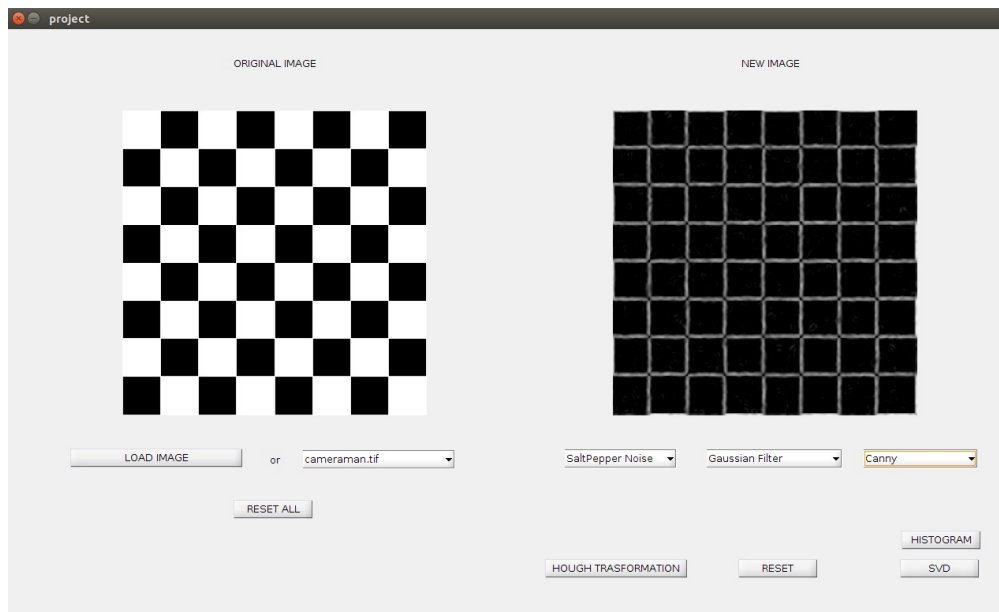 project
ORIGINAL IMAGE
NEW IMAGE
LOAD IMAGE
or
cameraman.tif
SaltPepper Noise
Gaussian Filter
Canny
RESET ALL
HISTOGRAM
HOUGH TRASFORMATION
RESET
SVD